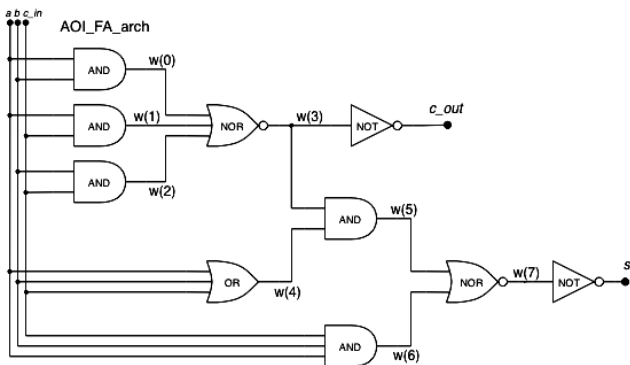 a b c_in
AOI_FA_arch
AND
w(0)
AND
w(1)
NOR
w(3)
NOT
c_out
AND
w(2)
AND
w(5)
OR
w(4)
NOR
w(7)
NOT
s
AND
w(6)